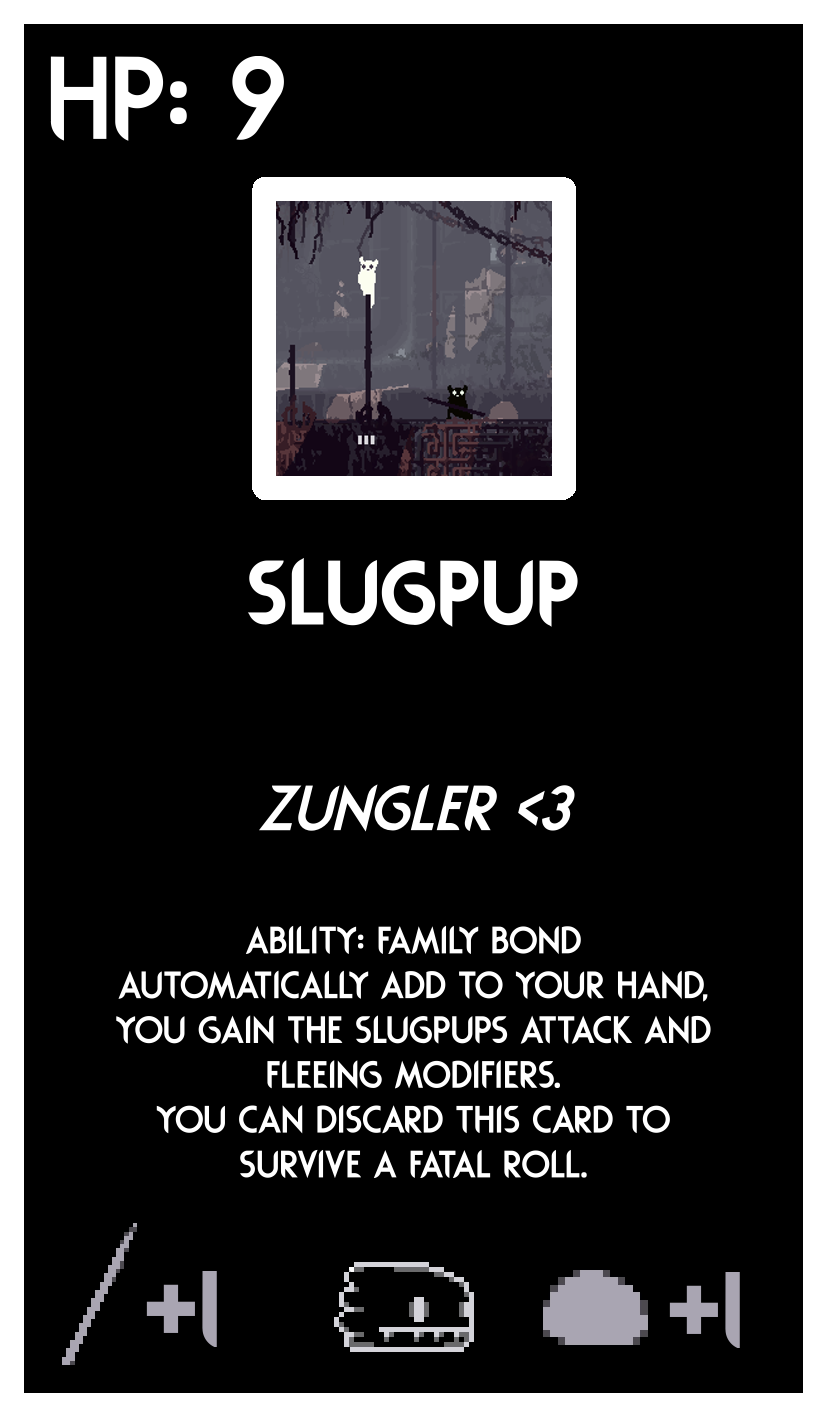 HP: 9
SLUGPUP
ZUNGLER <3
ABILITY: FAMILY BOND
AUTOMATICALLY ADD TO YOUR HAND,
YOU GAIN THE SLUGPUPS ATTACK AND
FLEEING MODIFIERS.
YOU CAN DISCARD THIS CARD TO
SURVIVE A FATAL ROLL.
+1 +1